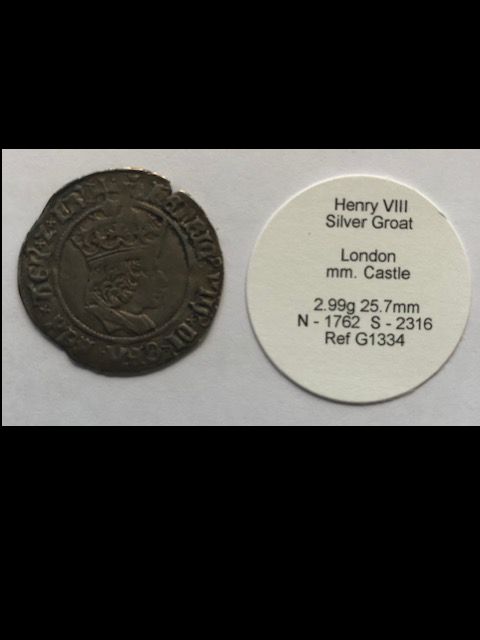 Henry VIII
Silver Groat
London
mm. Castle
2.99g 25.7mm
N - 1762 S - 2316
Ref G1334